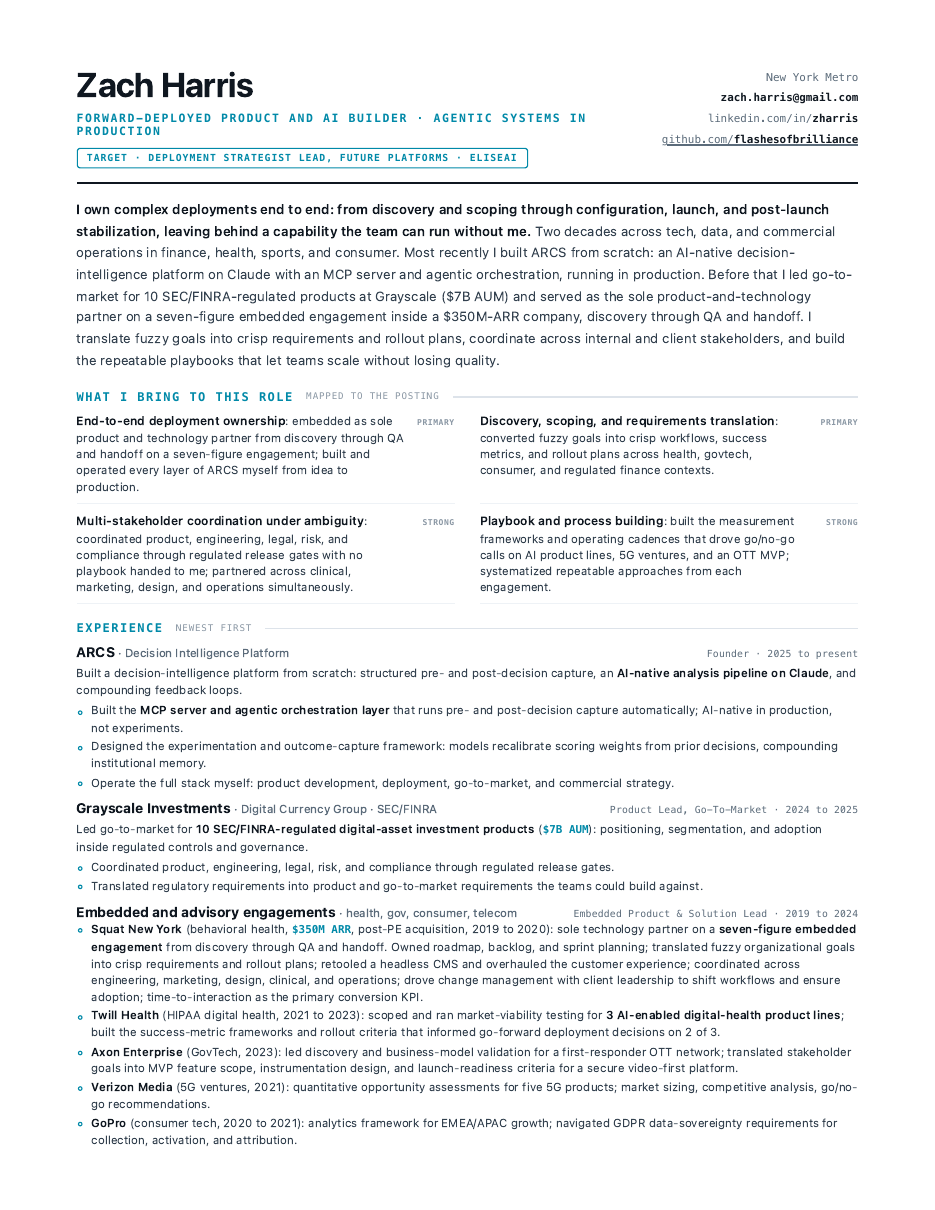 Zach Harris
New York Metro
zach.harris@gmail.com
linkedin.com/in/zharris
github.com/flashesofbrilliance
FORWARD-DEPLOYED PRODUCT AND AI BUILDER · AGENTIC SYSTEMS IN
PRODUCTION
TARGET · DEPLOYMENT STRATEGIST LEAD, FUTURE PLATFORMS · ELISEAI
I own complex deployments end to end: from discovery and scoping through configuration, launch, and post-launch
stabilization, leaving behind a capability the team can run without me. Two decades across tech, data, and commercial
operations in finance, health, sports, and consumer. Most recently I built ARCS from scratch: an AI-native decision-
intelligence platform on Claude with an MCP server and agentic orchestration, running in production. Before that I led go-to-
market for 10 SEC/FINRA-regulated products at Grayscale ($7B AUM) and served as the sole product-and-technology
partner on a seven-figure embedded engagement inside a $350M-ARR company, discovery through QA and handoff. I
translate fuzzy goals into crisp requirements and rollout plans, coordinate across internal and client stakeholders, and build
the repeatable playbooks that let teams scale without losing quality.
WHAT I BRING TO THIS ROLE MAPPED TO THE POSTING
End-to-end deployment ownership: embedded as sole PRIMARY
product and technology partner from discovery through QA
and handoff on a seven-figure engagement; built and
operated every layer of ARCS myself from idea to
production.
Discovery, scoping, and requirements translation: PRIMARY
converted fuzzy goals into crisp workflows, success
metrics, and rollout plans across health, govtech,
consumer, and regulated finance contexts.
Multi-stakeholder coordination under ambiguity: STRONG
coordinated product, engineering, legal, risk, and
compliance through regulated release gates with no
playbook handed to me; partnered across clinical,
marketing, design, and operations simultaneously.
Playbook and process building: built the measurement STRONG
frameworks and operating cadences that drove go/no-go
calls on AI product lines, 5G ventures, and an OTT MVP;
systematized repeatable approaches from each
engagement.
EXPERIENCE NEWEST FIRST
ARCS · Decision Intelligence Platform Founder · 2025 to present
Built a decision-intelligence platform from scratch: structured pre- and post-decision capture, an AI-native analysis pipeline on Claude, and
compounding feedback loops.
Built the MCP server and agentic orchestration layer that runs pre- and post-decision capture automatically; AI-native in production,
not experiments.
Designed the experimentation and outcome-capture framework: models recalibrate scoring weights from prior decisions, compounding
institutional memory.
Operate the full stack myself: product development, deployment, go-to-market, and commercial strategy.
Grayscale Investments · Digital Currency Group · SEC/FINRA Product Lead, Go-To-Market · 2024 to 2025
Led go-to-market for 10 SEC/FINRA-regulated digital-asset investment products ($7B AUM): positioning, segmentation, and adoption
inside regulated controls and governance.
Coordinated product, engineering, legal, risk, and compliance through regulated release gates.
Translated regulatory requirements into product and go-to-market requirements the teams could build against.
Embedded and advisory engagements · health, gov, consumer, telecom Embedded Product & Solution Lead · 2019 to 2024
Squat New York (behavioral health, $350M ARR, post-PE acquisition, 2019 to 2020): sole technology partner on a seven-figure embedded
engagement from discovery through QA and handoff. Owned roadmap, backlog, and sprint planning; translated fuzzy organizational goals
into crisp requirements and rollout plans; retooled a headless CMS and overhauled the customer experience; coordinated across
engineering, marketing, design, clinical, and operations; drove change management with client leadership to shift workflows and ensure
adoption; time-to-interaction as the primary conversion KPI.
Twill Health (HIPAA digital health, 2021 to 2023): scoped and ran market-viability testing for 3 AI-enabled digital-health product lines;
built the success-metric frameworks and rollout criteria that informed go-forward deployment decisions on 2 of 3.
Axon Enterprise (GovTech, 2023): led discovery and business-model validation for a first-responder OTT network; translated stakeholder
goals into MVP feature scope, instrumentation design, and launch-readiness criteria for a secure video-first platform.
Verizon Media (5G ventures, 2021): quantitative opportunity assessments for five 5G products; market sizing, competitive analysis, go/no-
go recommendations.
GoPro (consumer tech, 2020 to 2021): analytics framework for EMEA/APAC growth; navigated GDPR data-sovereignty requirements for
collection, activation, and attribution.